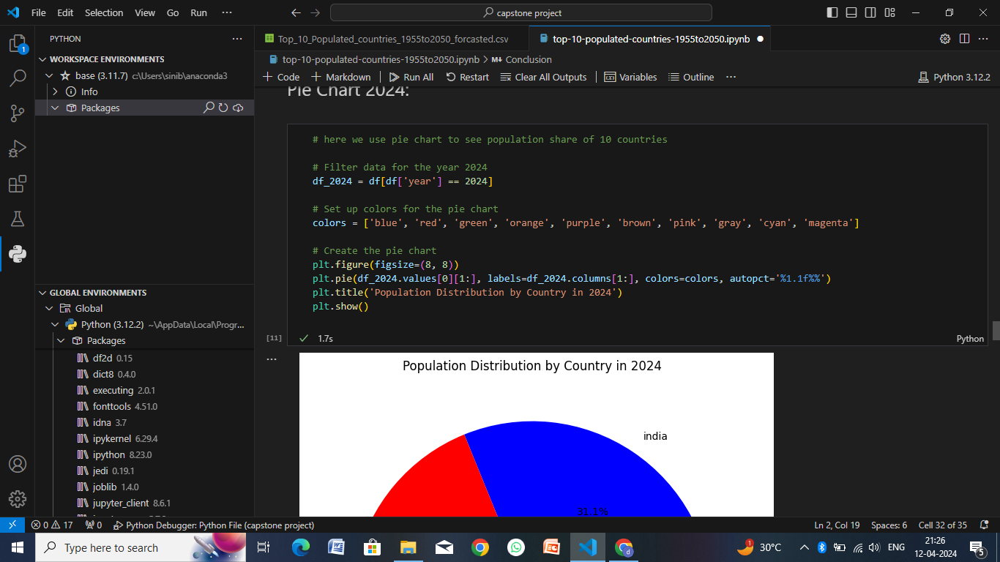 File Edit Selection View Go Run ···
capstone project
PYTHON
WORKSPACE ENVIRONMENTS
base (3.11.7) c:\Users\sinib\anaconda3
Info
Packages
GLOBAL ENVIRONMENTS
Global
Python (3.12.2) ~\AppData\Local\Progr...
Packages
df2d 0.15
dict8 0.4.0
executing 2.0.1
fonttools 4.51.0
idna 3.7
ipykernel 6.29.4
ipython 8.23.0
jedi 0.19.1
joblib 1.4.0
jupyter_client 8.6.1
Top_10_Populated_countries_1955to2050_forcasted.csv
top-10-populated-countries-1955to2050.ipynb
top-10-populated-countries-1955to2050.ipynb > M↓ Conclusion
+ Code + Markdown Run All Restart Clear All Outputs Variables Outline ··· Python 3.12.2
Pie Chart 2024:
# here we use pie chart to see population share of 10 countries
# Filter data for the year 2024
df_2024 = df[df['year'] == 2024]
# Set up colors for the pie chart
colors = ['blue', 'red', 'green', 'orange', 'purple', 'brown', 'pink', 'gray', 'cyan', 'magenta']
# Create the pie chart
plt.figure(figsize=(8, 8))
plt.pie(df_2024.values[0][1:], labels=df_2024.columns[1:], colors=colors, autopct='%1.1f%%')
plt.title('Population Distribution by Country in 2024')
plt.show()
[11] ✓ 1.7s Python
Population Distribution by Country in 2024
india
31.1%
0 17 0 Python Debugger: Python File (capstone project) Ln 2, Col 19 Spaces: 6 Cell 32 of 35
Type here to search
30°C ENG 21:26
12-04-2024
5